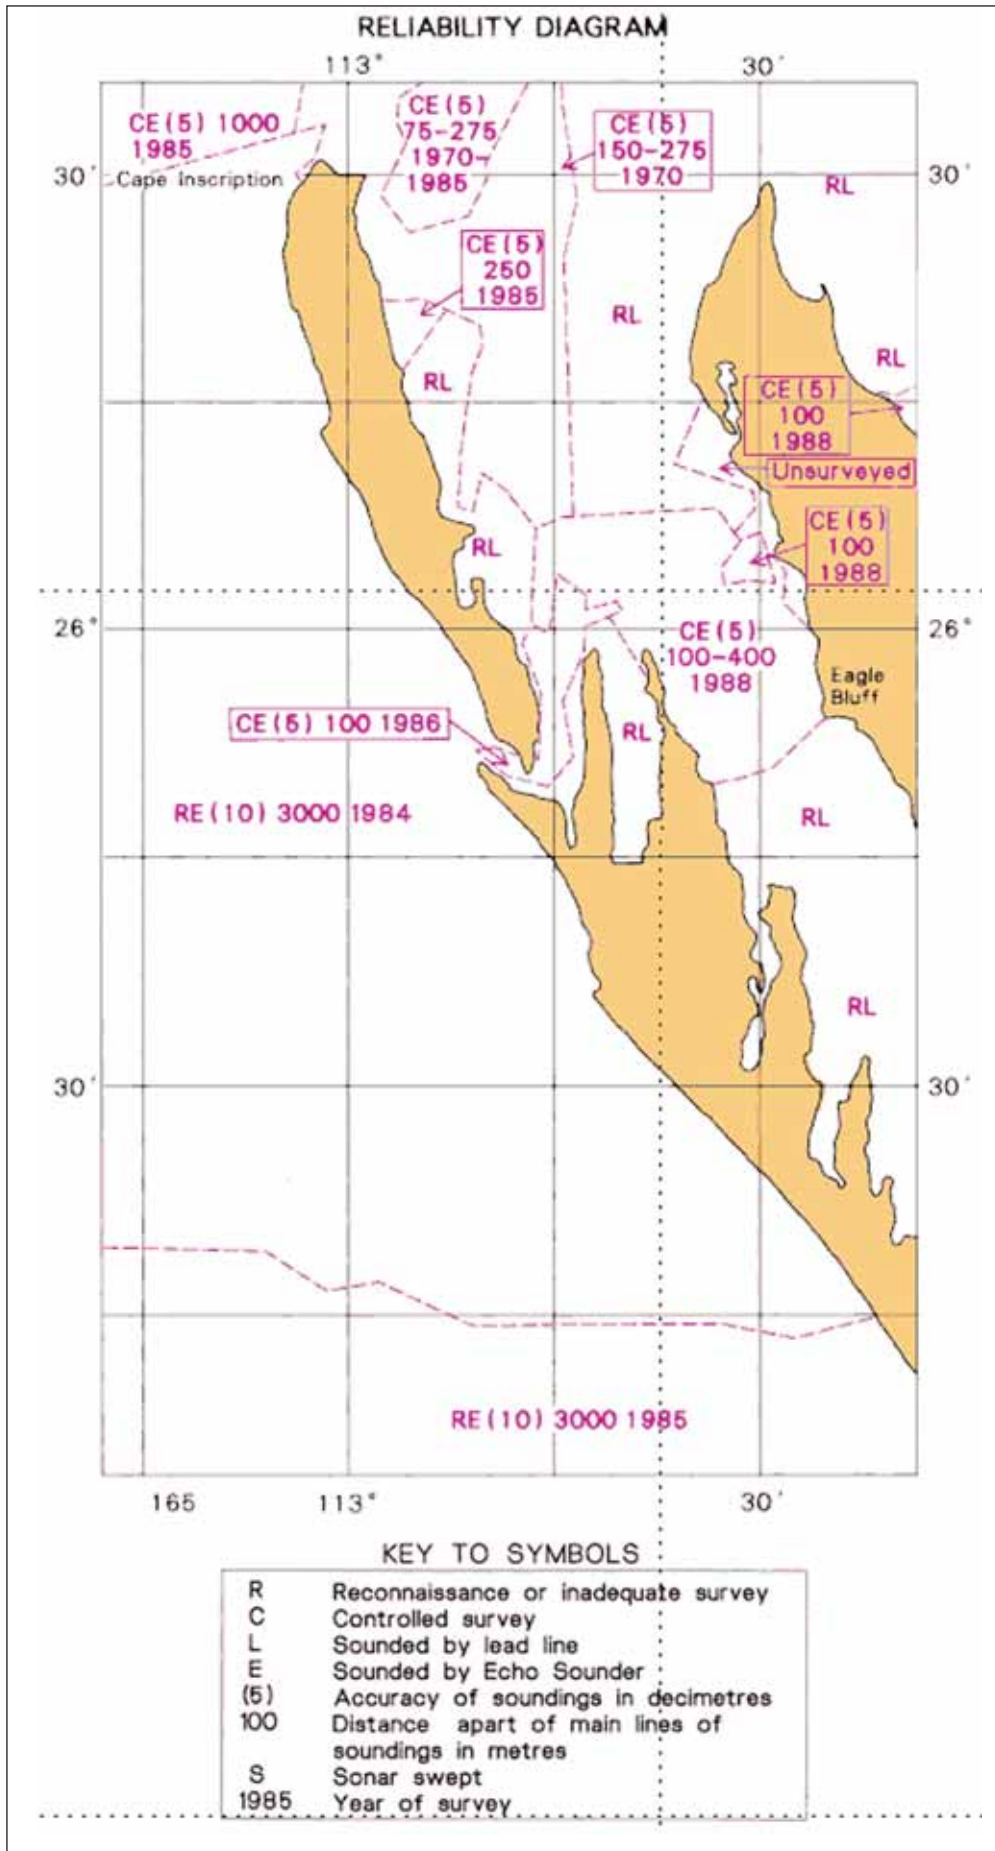 RELIABILITY DIAGRAM
113°
30'
CE(5) 1000
1985
CE(5)
75-275
1970-
1985
CE(5)
150-275
1970
30'
Cape Inscription
RL
30'
CE(5)
250
1985
RL
RL
RL
CE(5)
100
1988
Unsurveyed
RL
CE(5)
100
1988
26°
CE(5)
100-400
1988
26°
Eagle
Bluff
CE(5) 100 1986
RL
RE(10) 3000 1984
RL
RL
30'
30'
RE(10) 3000 1985
165
113°
30'
KEY TO SYMBOLS
R Reconnaissance or inadequate survey
C Controlled survey
L Sounded by lead line
E Sounded by Echo Sounder
(5) Accuracy of soundings in decimetres
100 Distance apart of main lines of
soundings in metres
S Sonar swept
1985 Year of survey